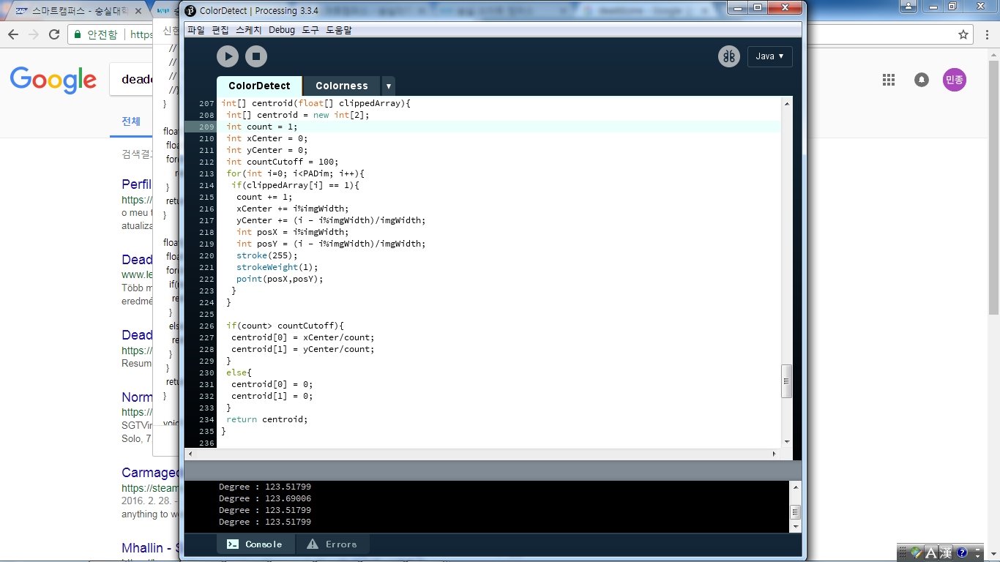 스마트캠퍼스 - 숭실대학
ColorDetect | Processing 3.3.4
안전함 https
신한
파일 편집 스케치 Debug 도구 도움말
Java ▼
Google
민종
전체
ColorDetect Colorness ▼
//
//
//
//}
}
float
}
}
float
}
}
}
207 int[] centroid(float[] clippedArray){
208 int[] centroid = new int[2];
209 int count = 1;
210 int xCenter = 0;
211 int yCenter = 0;
212 int countCutoff = 100;
213 for(int i=0; i<PADim; i++){
214 if(clippedArray[i] == 1){
215 count += 1;
216 xCenter += i%imgWidth;
217 yCenter += (i - i%imgWidth)/imgWidth;
218 int posX = i%imgWidth;
219 int posY = (i - i%imgWidth)/imgWidth;
220 stroke(255);
221 strokeWeight(1);
222 point(posX,posY);
223 }
224 }
225
226 if(count> countCutoff){
227 centroid[0] = xCenter/count;
228 centroid[1] = yCenter/count;
229 }
230 else{
231 centroid[0] = 0;
232 centroid[1] = 0;
233 }
234 return centroid;
235 }
236
Perfil
https://
o meu
atualiza
Dead
www.le
Több m
eredmé
Dead
https://
Resum
Norm
https://
SGTVir
Solo, 7
Carmaged
https://steam
2016. 2. 28. -
anything to w
Mhallin - S
Degree : 123.51799
Degree : 123.69006
Degree : 123.51799
Degree : 123.51799
Console Errors
A 漢